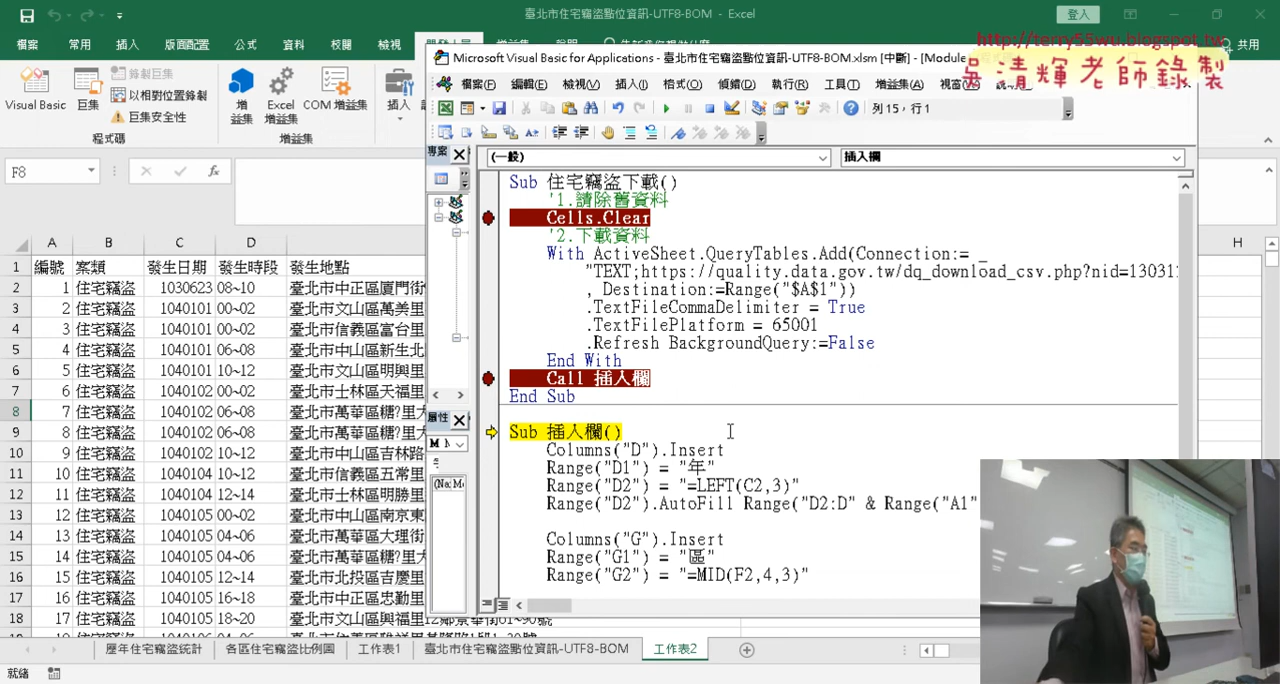 臺北市住宅竊盜點位資訊-UTF8-BOM - Excel
登入
http://terry55wu.blogspot.tw
吳清輝老師錄製
檔案 常用 插入 版面配置 公式 資料 校閱 檢視
共用
Visual Basic 巨集 錄製巨集 以相對位置錄製 巨集安全性
程式碼
增益集 Excel 增益集 COM 增益集 插入
增益集
F8
Microsoft Visual Basic for Applications - 臺北市住宅竊盜點位資訊-UTF8-BOM.xlsm [中斷] - [Module
檔案(F) 編輯(E) 檢視(V) 插入(I) 格式(O) 偵錯(D) 執行(R) 工具(T) 增益集(A)
列 15，行 1
專案
屬性
(一般) 插入欄
Sub 住宅竊盜下載()
'1.請除舊資料
Cells.Clear
'2.下載資料
With ActiveSheet.QueryTables.Add(Connection:= _
"TEXT;https://quality.data.gov.tw/dq_download_csv.php?nid=13031
, Destination:=Range("$A$1"))
.TextFileCommaDelimiter = True
.TextFilePlatform = 65001
.Refresh BackgroundQuery:=False
End With
Call 插入欄
End Sub
Sub 插入欄()
Columns("D").Insert
Range("D1") = "年"
Range("D2") = "=LEFT(C2,3)"
Range("D2").AutoFill Range("D2:D" & Range("A1"
Columns("G").Insert
Range("G1") = "區"
Range("G2") = "=MID(F2,4,3)"
A B C D H
1 編號 案類 發生日期 發生時段 發生地點
2 1 住宅竊盜 1030623 08~10 臺北市中正區廈門街
3 2 住宅竊盜 1040101 00~02 臺北市文山區萬美里
4 3 住宅竊盜 1040101 00~02 臺北市信義區富台里
5 4 住宅竊盜 1040101 06~08 臺北市中山區新生北
6 5 住宅竊盜 1040101 10~12 臺北市文山區明興里
7 6 住宅竊盜 1040102 00~02 臺北市士林區天福里
8 7 住宅竊盜 1040102 06~08 臺北市萬華區糖?里大
9 8 住宅竊盜 1040102 06~08 臺北市萬華區糖?里大
10 9 住宅竊盜 1040102 10~12 臺北市中山區吉林路
11 10 住宅竊盜 1040104 10~12 臺北市信義區五常里
12 11 住宅竊盜 1040104 12~14 臺北市士林區明勝里
13 12 住宅竊盜 1040105 00~02 臺北市中山區南京東
14 13 住宅竊盜 1040105 04~06 臺北市萬華區大理街
15 14 住宅竊盜 1040105 04~06 臺北市萬華區糖?里
16 15 住宅竊盜 1040105 12~14 臺北市北投區吉慶里
17 16 住宅竊盜 1040105 16~18 臺北市中山區忠勤里
18 17 住宅竊盜 1040105 18~20 臺北市文山區興福里
歷年住宅竊盜統計 各區住宅竊盜比例圖 工作表1 臺北市住宅竊盜點位資訊-UTF8-BOM 工作表2
就緒